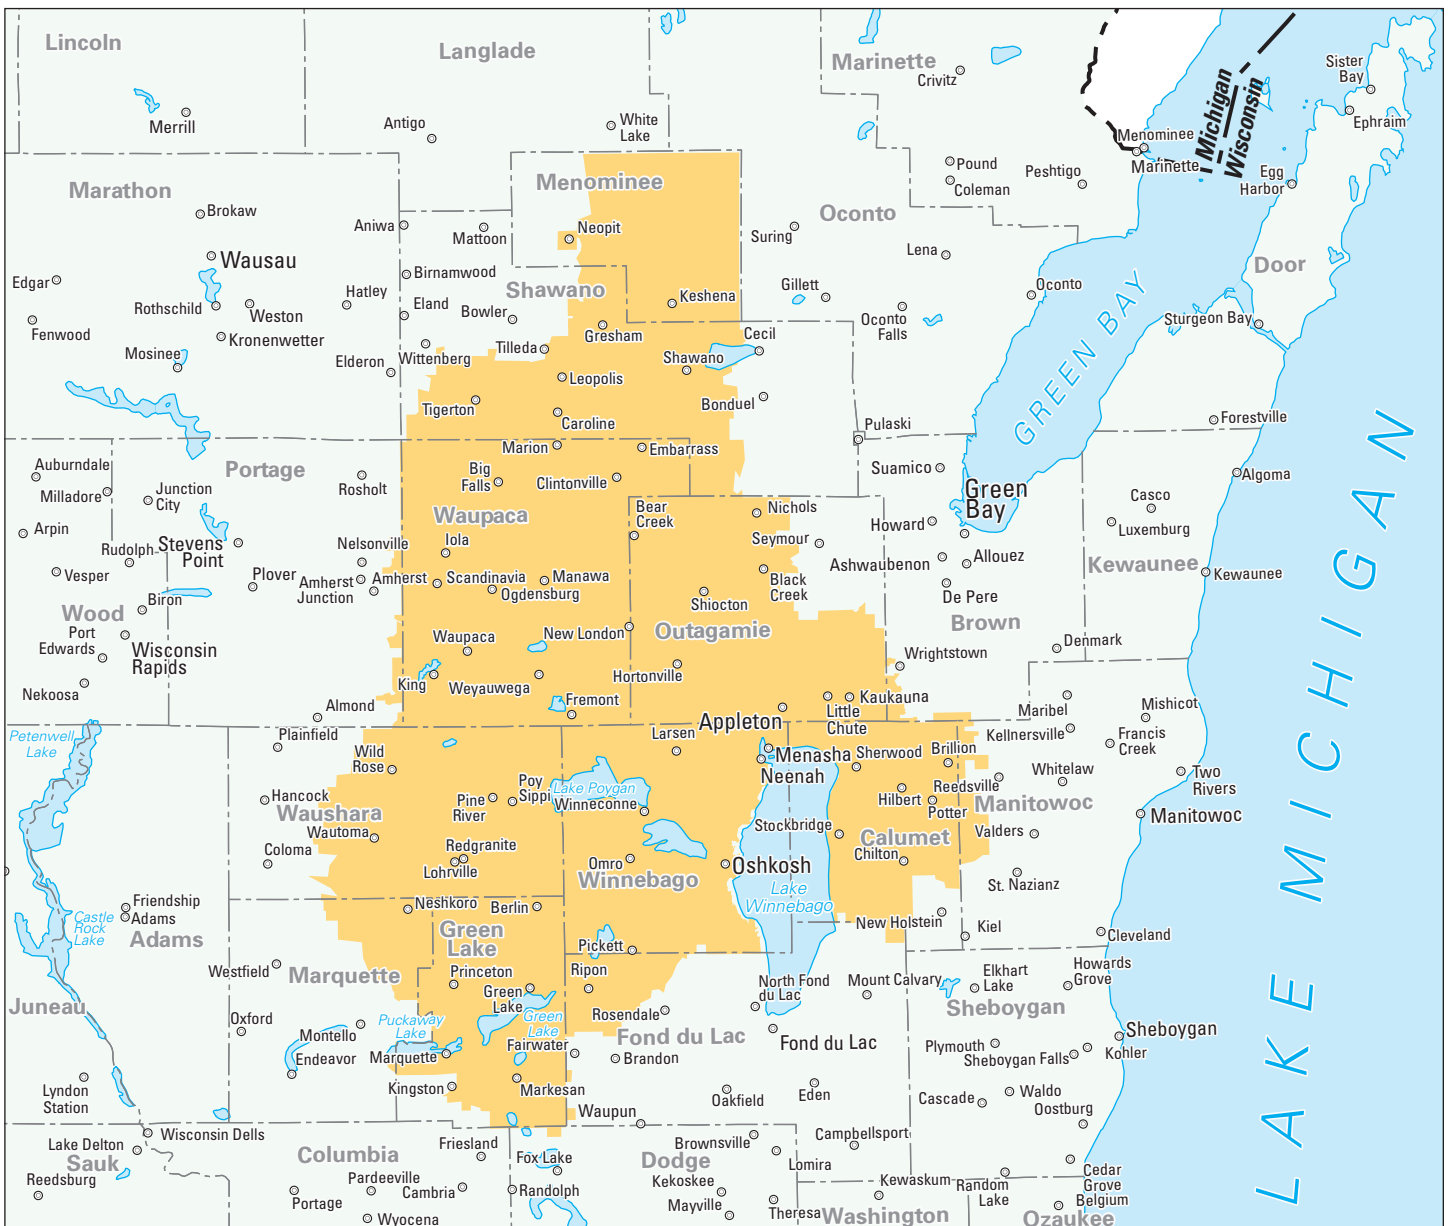 Lincoln
Langlade
Marinette
Crivitz
Sister
Bay
Ephraim
Merrill
Antigo
White
Lake
Menominee
Marinette
Michigan
Wisconsin
Egg
Harbor
Marathon
Menominee
Pound
Coleman
Peshtigo
Brokaw
Aniwa
Mattoon
Neopit
Suring
Oconto
Lena
Door
Wausau
Edgar
Birnamwood
Shawano
Keshena
Gillett
Oconto
Rothschild
Weston
Hatley
Eland
Bowler
Fenwood
Kronenwetter
Gresham
Cecil
Oconto
Falls
Sturgeon Bay
GREEN BAY
Mosinee
Elderon
Wittenberg
Tilleda
Shawano
Leopolis
Tigerton
Caroline
Bonduel
Forestville
Pulaski
Marion
Embarrass
Auburndale
Portage
Milladore
Junction
City
Rosholt
Big
Falls
Clintonville
Suamico
Algoma
Green
Bay
Casco
Luxemburg
Waupaca
Bear
Creek
Nichols
Howard
Arpin
Rudolph
Stevens
Point
Nelsonville
Iola
Seymour
Ashwaubenon
Allouez
Kewaunee
Kewaunee
Vesper
Plover
Amherst
Junction
Amherst
Scandinavia
Ogdensburg
Manawa
Black
Creek
De Pere
Wood
Biron
Shiocton
Brown
Port
Edwards
Wisconsin
Rapids
Waupaca
New London
Outagamie
Denmark
Wrightstown
Nekoosa
King
Weyauwega
Hortonville
Almond
Fremont
Kaukauna
Little
Chute
Appleton
Maribel
Mishicot
Petenwell
Lake
Plainfield
Larsen
Kellnersville
Francis
Creek
Wild
Rose
Menasha
Neenah
Sherwood
Brillion
Whitelaw
Two
Rivers
Hancock
Poy
Sippi
Pine
River
Lake Poygan
Winneconne
Hilbert
Reedsville
Potter
Manitowoc
Manitowoc
Waushara
Wautoma
Stockbridge
Calumet
Valders
Coloma
Redgranite
Lohrville
Omro
Winnebago
Oshkosh
Chilton
St. Nazianz
Lake
Winnebago
Friendship
Adams
Castle
Rock
Lake
Adams
Neshkoro
Berlin
New Holstein
Kiel
Cleveland
Green
Lake
Pickett
Westfield
Marquette
Princeton
Ripon
North Fond
du Lac
Mount Calvary
Elkhart
Lake
Howards
Grove
Juneau
Green
Lake
Sheboygan
Oxford
Montello
Puckaway
Lake
Green
Lake
Rosendale
Fond du Lac
Fond du Lac
Sheboygan
Endeavor
Marquette
Fairwater
Brandon
Plymouth
Sheboygan Falls
Kohler
Lyndon
Station
Kingston
Markesan
Oakfield
Eden
Cascade
Waldo
Oostburg
Waupun
Wisconsin Dells
Lake Delton
Sauk
Columbia
Friesland
Fox Lake
Brownsville
Dodge
Campbellsport
Lomira
Reedsburg
Portage
Pardeeville
Cambria
Randolph
Kekoskee
Mayville
Theresa
Kewaskum
Random
Lake
Cedar
Grove
Belgium
Wyocena
Washington
Ozaukee
LAKE MICHIGAN